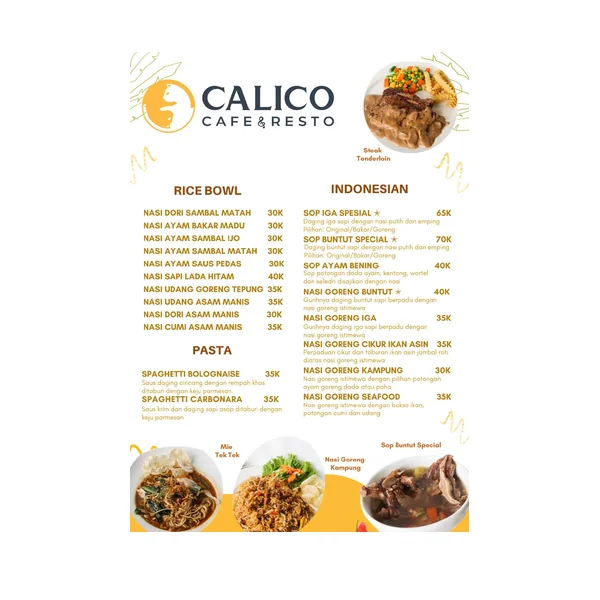 CALICO
CAFE & RESTO
Steak
Tenderloin
RICE BOWL
NASI DORI SAMBAL MATAH 30K
NASI AYAM BAKAR MADU 30K
NASI AYAM SAMBAL IJO 30K
NASI AYAM SAMBAL MATAH 30K
NASI AYAM SAUS PEDAS 30K
NASI SAPI LADA HITAM 40K
NASI UDANG GORENG TEPUNG 35K
NASI UDANG ASAM MANIS 35K
NASI DORI ASAM MANIS 30K
NASI CUMI ASAM MANIS 35K
PASTA
SPAGHETTI BOLOGNAISE 35K
Saus daging cincang dengan rempah khas
ditaburi dengan keju parmesan
SPAGHETTI CARBONARA 35K
Saus krim dan daging sapi asap ditaburi dengan
keju parmesan
INDONESIAN
SOP IGA SPESIAL ★ 65K
Daging iga sapi dengan nasi putih dan emping
Pilihan: Original/Bakar/Goreng
SOP BUNTUT SPECIAL ★ 70K
Daging buntut sapi dengan nasi putih dan emping
Pilihan: Original/Bakar/Goreng
SOP AYAM BENING 40K
Sop potongan dada ayam, kentang, wortel
dan seledri disajikan dengan nasi
NASI GORENG BUNTUT ★ 40K
Gurihnya daging buntut sapi berpadu dengan
nasi goreng istimewa
NASI GORENG IGA 35K
Gurihnya daging iga sapi berpadu dengan
nasi goreng istimewa
NASI GORENG CIKUR IKAN ASIN 35K
Perpaduan cikur dan taburan ikan asin jambal roti
diatas nasi goreng istimewa
NASI GORENG KAMPUNG 30K
Nasi goreng istimewa dengan pilihan potongan
ayam goreng dada atau paha
NASI GORENG SEAFOOD 35K
Nasi goreng istimewa dengan bakso ikan,
potongan cumi dan udang
Mie
Tek Tek
Nasi Goreng
Kampung
Sop Buntut Special